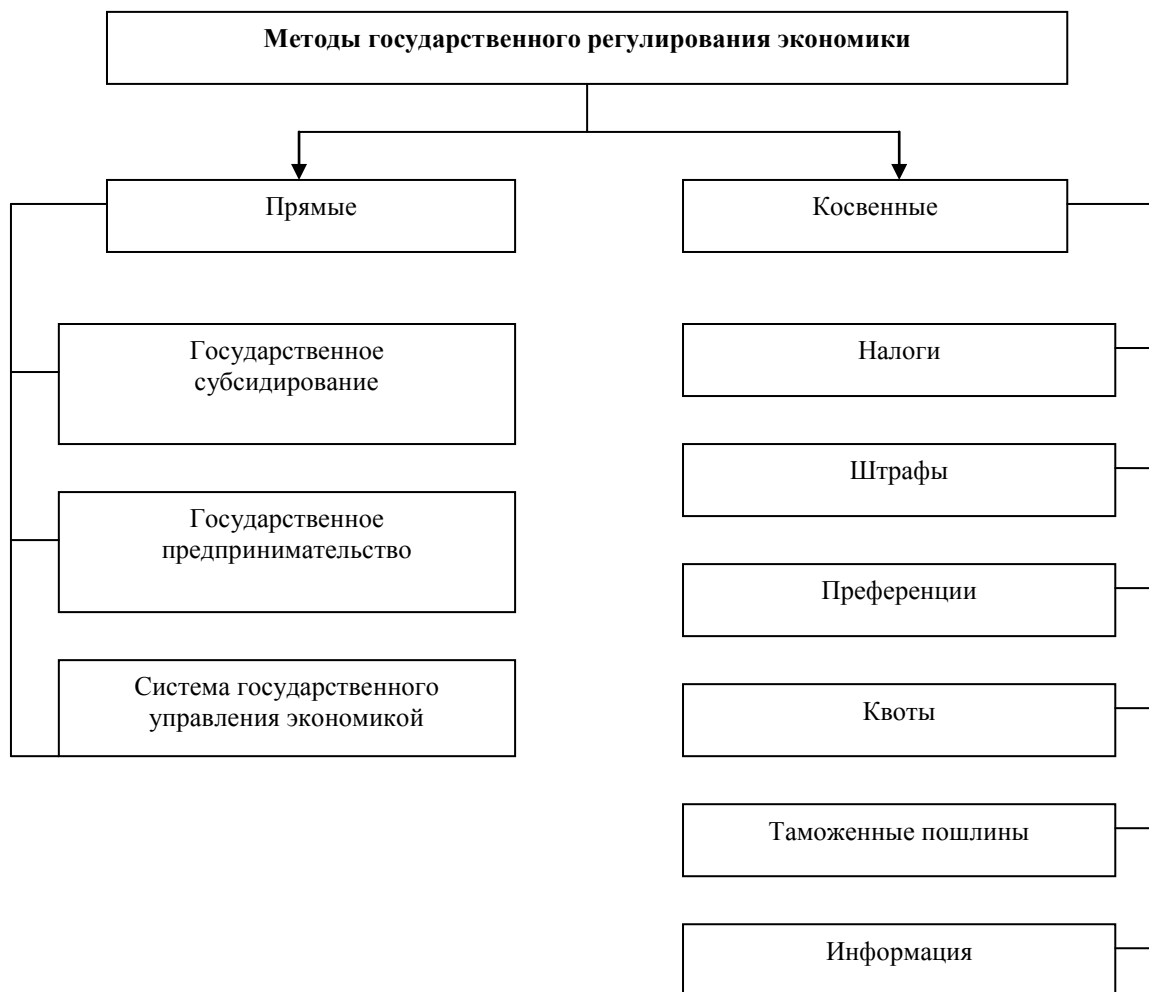 Методы государственного регулирования экономики
Прямые
Косвенные
Государственное
субсидирование
Государственное
предпринимательство
Система государственного
управления экономикой
Налоги
Штрафы
Преференции
Квоты
Таможенные пошлины
Информация